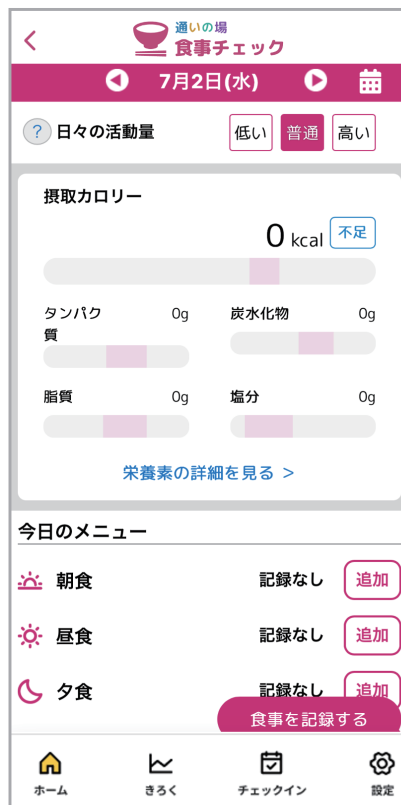 通いの場
食事チェック
7月2日(水)
? 日々の活動量 低い 普通 高い
摂取カロリー
0 kcal 不足
タンパク質 0g
炭水化物 0g
脂質 0g
塩分 0g
栄養素の詳細を見る >
今日のメニュー
朝食 記録なし 追加
昼食 記録なし 追加
夕食 記録なし 追加
食事を記録する
ホーム きろく チェックイン 設定